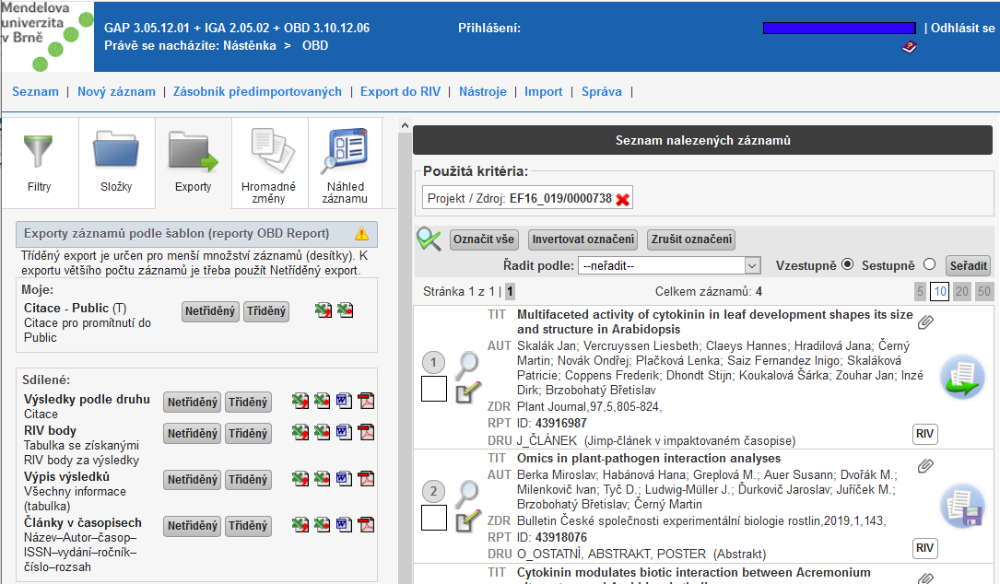 Mendelova
univerzita
v Brně
GAP 3.05.12.01 + IGA 2.05.02 + OBD 3.10.12.06
Přihlášení:
| Odhlásit se
Právě se nacházíte: Nástěnka > OBD
Seznam | Nový záznam | Zásobník předimportovaných | Export do RIV | Nástroje | Import | Správa |
Filtry
Složky
Exporty
Hromadné
změny
Náhled
záznamu
Exporty záznamů podle šablon (reporty OBD Report)
Tříděný export je určen pro menší množství záznamů (desítky). K
exportu většího počtu záznamů je třeba použít Netříděný export.
Moje:
Citace - Public (T)
Citace pro promítnutí do
Public
Netříděný Tříděný
Sdílené:
Výsledky podle druhu
Citace
Netříděný Tříděný
RIV body
Tabulka se získanými
RIV body za výsledky
Netříděný Tříděný
Výpis výsledků
Všechny informace
(tabulka)
Netříděný Tříděný
Články v časopisech
Název–Autor–časop–
ISSN–vydání–ročník–
číslo–rozsah
Netříděný Tříděný
Seznam nalezených záznamů
Použitá kritéria:
Projekt / Zdroj: EF16_019/0000738
Označit vše Invertovat označení Zrušit označení
Řadit podle: --neřadit-- Vzestupně Sestupně Seřadit
Stránka 1 z 1 | 1 Celkem záznamů: 4 5 10 20 50
1
TIT Multifaceted activity of cytokinin in leaf development shapes its size
and structure in Arabidopsis
AUT Skalák Jan; Vercruyssen Liesbeth; Claeys Hannes; Hradilová Jana; Černý
Martin; Novák Ondřej; Plačková Lenka; Saiz Fernandez Inigo; Skaláková
Patricie; Coppens Frederik; Dhondt Stijn; Koukalová Šárka; Zouhar Jan; Inzé
Dirk; Brzobohatý Břetislav
ZDR Plant Journal,97,5,805-824,
RPT ID: 43916987
DRU J_ČLÁNEK (Jimp-článek v impaktovaném časopise)
RIV
2
TIT Omics in plant-pathogen interaction analyses
AUT Berka Miroslav; Habánová Hana; Greplová M.; Auer Susann; Dvořák M.;
Milenkovič Ivan; Tyč D.; Ludwig-Müller J.; Ďurkovič Jaroslav; Juříček M.;
Brzobohatý Břetislav; Černý Martin
ZDR Bulletin České společnosti experimentální biologie rostlin,2019,1,143,
RPT ID: 43918076
DRU O_OSTATNÍ, ABSTRAKT, POSTER (Abstrakt)
RIV
TIT Cytokinin modulates biotic interaction between Acremonium